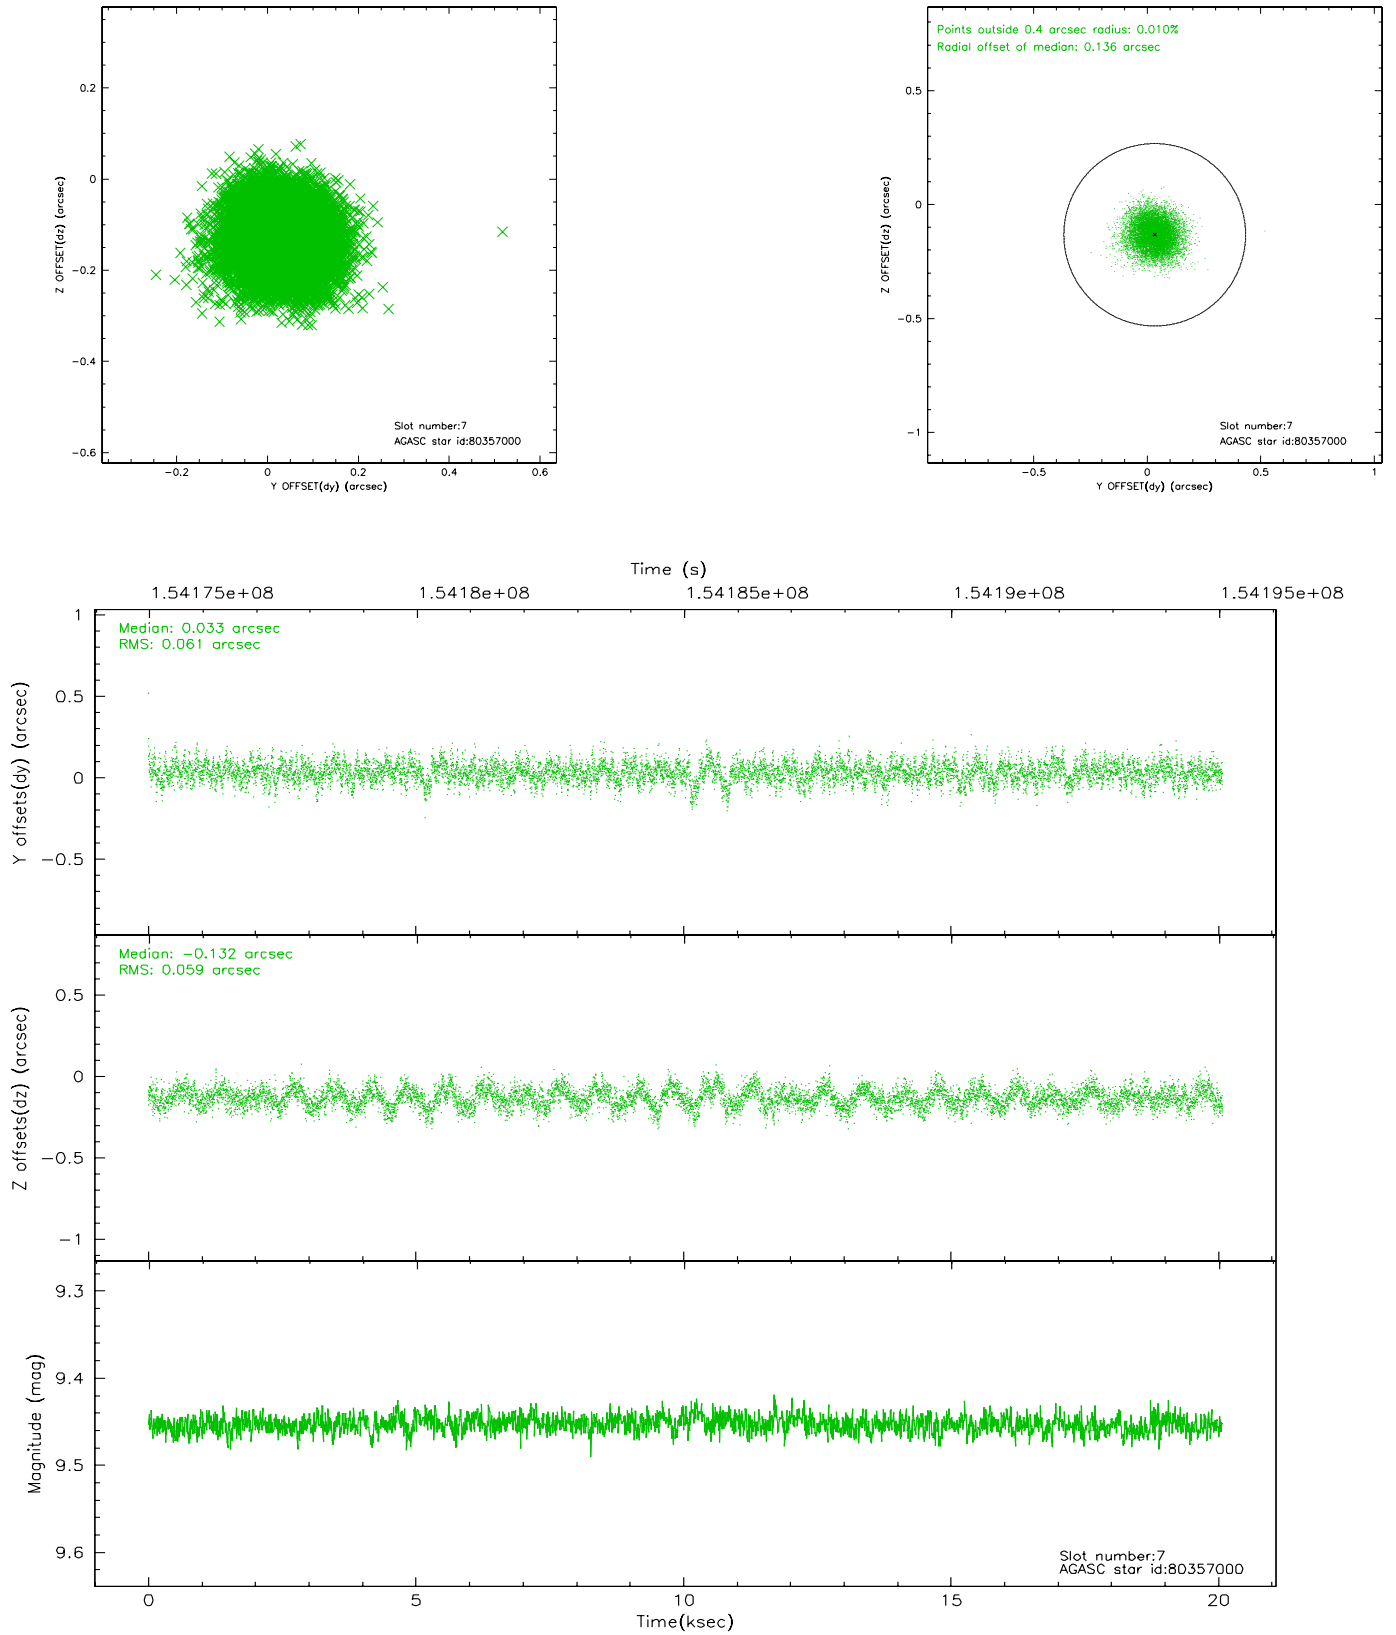 0.2
0
−0.2
−0.4
−0.6
Z OFFSET(dz) (arcsec)
Slot number:7
AGASC star id:80357000
−0.2
0
0.2
0.4
0.6
Y OFFSET(dy) (arcsec)
Points outside 0.4 arcsec radius: 0.010%
Radial offset of median: 0.136 arcsec
0.5
0
−0.5
−1
Z OFFSET(dz) (arcsec)
Slot number:7
AGASC star id:80357000
−0.5
0
0.5
1
Y OFFSET(dy) (arcsec)
Time (s)
1.54175e+08
1.5418e+08
1.54185e+08
1.5419e+08
1.54195e+08
Median: 0.033 arcsec
RMS: 0.061 arcsec
1
0.5
0
−0.5
Y offsets(dy) (arcsec)
Median: −0.132 arcsec
RMS: 0.059 arcsec
0.5
0
−0.5
−1
Z offsets(dz) (arcsec)
9.3
9.4
9.5
9.6
Magnitude (mag)
Slot number:7
AGASC star id:80357000
0
5
10
15
20
Time(ksec)